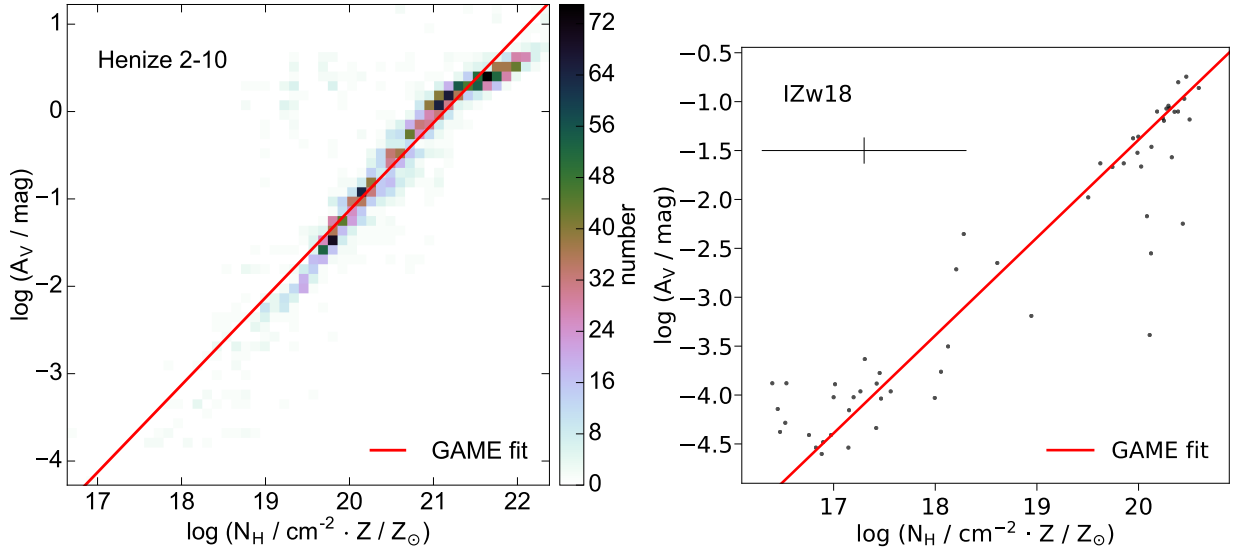 Henize 2-10
1
0
−1
−2
−3
−4
log (A_V / mag)
17 18 19 20 21 22
log (N_H / cm^-2 · Z / Z_⊙)
GAME fit
72
64
56
48
40
32
24
16
8
0
number
IZw18
−0.5
−1.0
−1.5
−2.0
−2.5
−3.0
−3.5
−4.0
−4.5
log (A_V / mag)
17 18 19 20
log (N_H / cm^−2 · Z / Z_⊙)
GAME fit